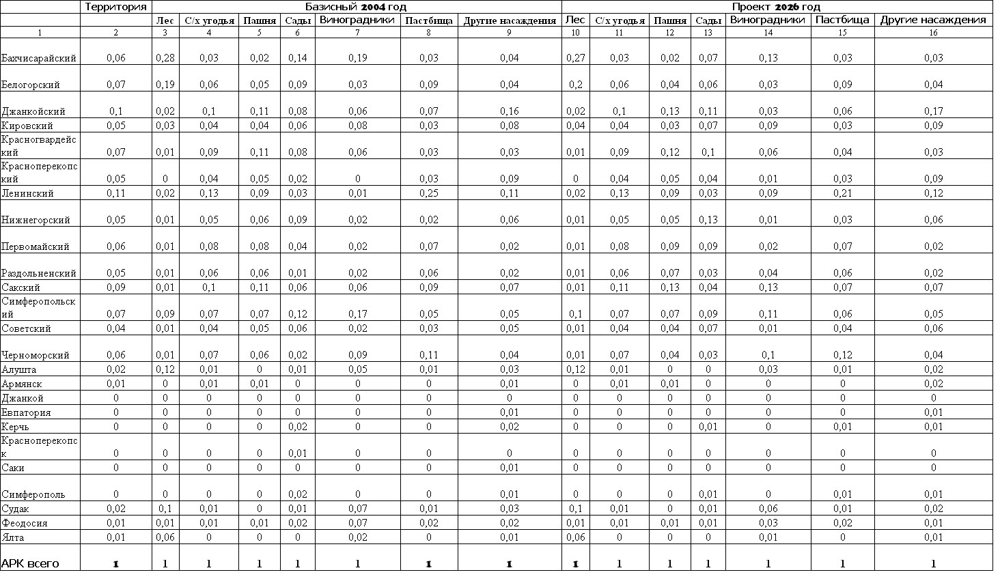 Территория Базисный 2004 год Проект 2026 год
Лес С/х угодья Пашня Сады Виноградники Пастбища Другие насаждения Лес С/х угодья Пашня Сады Виноградники Пастбища Другие насаждения
1 2 3 4 5 6 7 8 9 10 11 12 13 14 15 16
Бахчисарайский 0,06 0,28 0,03 0,02 0,14 0,19 0,03 0,04 0,27 0,03 0,02 0,07 0,13 0,03 0,03
Белогорский 0,07 0,19 0,06 0,05 0,09 0,03 0,09 0,04 0,2 0,06 0,04 0,06 0,03 0,09 0,04
Джанкойский 0,1 0,02 0,1 0,11 0,08 0,06 0,07 0,16 0,02 0,1 0,13 0,11 0,03 0,06 0,17
Кировский 0,05 0,03 0,04 0,04 0,06 0,08 0,03 0,08 0,04 0,04 0,03 0,07 0,09 0,03 0,09
Красногвардейс
кий 0,07 0,01 0,09 0,11 0,08 0,06 0,03 0,03 0,01 0,09 0,12 0,1 0,06 0,04 0,03
Красноперекопс
кий 0,05 0 0,04 0,05 0,02 0 0,03 0,09 0 0,04 0,05 0,04 0,01 0,03 0,09
Ленинский 0,11 0,02 0,13 0,09 0,03 0,01 0,25 0,11 0,02 0,13 0,09 0,03 0,09 0,21 0,12
Нижнегорский 0,05 0,01 0,05 0,06 0,09 0,02 0,02 0,06 0,01 0,05 0,05 0,13 0,01 0,03 0,06
Первомайский 0,06 0,01 0,08 0,08 0,04 0,02 0,07 0,02 0,01 0,08 0,09 0,09 0,02 0,07 0,02
Раздольненский 0,05 0,01 0,06 0,06 0,01 0,02 0,06 0,02 0,01 0,06 0,07 0,03 0,04 0,06 0,02
Сакский 0,09 0,01 0,1 0,11 0,06 0,06 0,09 0,07 0,01 0,11 0,13 0,04 0,13 0,07 0,07
Симферопольск
ий 0,07 0,09 0,07 0,07 0,12 0,17 0,05 0,05 0,1 0,07 0,07 0,09 0,11 0,06 0,05
Советский 0,04 0,01 0,04 0,05 0,06 0,02 0,03 0,05 0,01 0,04 0,04 0,07 0,01 0,04 0,06
Черноморский 0,06 0,01 0,07 0,06 0,02 0,09 0,11 0,04 0,01 0,07 0,04 0,03 0,1 0,12 0,04
Алушта 0,02 0,12 0,01 0 0,01 0,05 0,01 0,03 0,12 0,01 0 0 0,03 0,01 0,02
Армянск 0,01 0 0,01 0,01 0 0 0 0,01 0 0,01 0,01 0 0 0 0,02
Джанкой 0 0 0 0 0 0 0 0 0 0 0 0 0 0 0
Евпатория 0 0 0 0 0 0 0 0,01 0 0 0 0 0 0 0,01
Керчь 0 0 0 0 0,02 0 0 0,02 0 0 0 0,01 0 0,01 0,01
Красноперекопс
к 0 0 0 0 0,01 0 0 0 0 0 0 0 0 0 0
Саки 0 0 0 0 0 0 0 0,01 0 0 0 0 0 0 0
Симферополь 0 0 0 0 0,02 0 0 0,01 0 0 0 0,01 0 0,01 0,01
Судак 0,02 0,1 0,01 0 0,01 0,07 0,01 0,03 0,1 0,01 0 0,01 0,06 0,01 0,02
Феодосия 0,01 0,01 0,01 0,01 0,02 0,07 0,02 0,02 0,01 0,01 0,01 0,01 0,03 0,02 0,01
Ялта 0,01 0,06 0 0 0 0,02 0 0,01 0,06 0 0 0 0,01 0 0,01
АРК всего 1 1 1 1 1 1 1 1 1 1 1 1 1 1 1